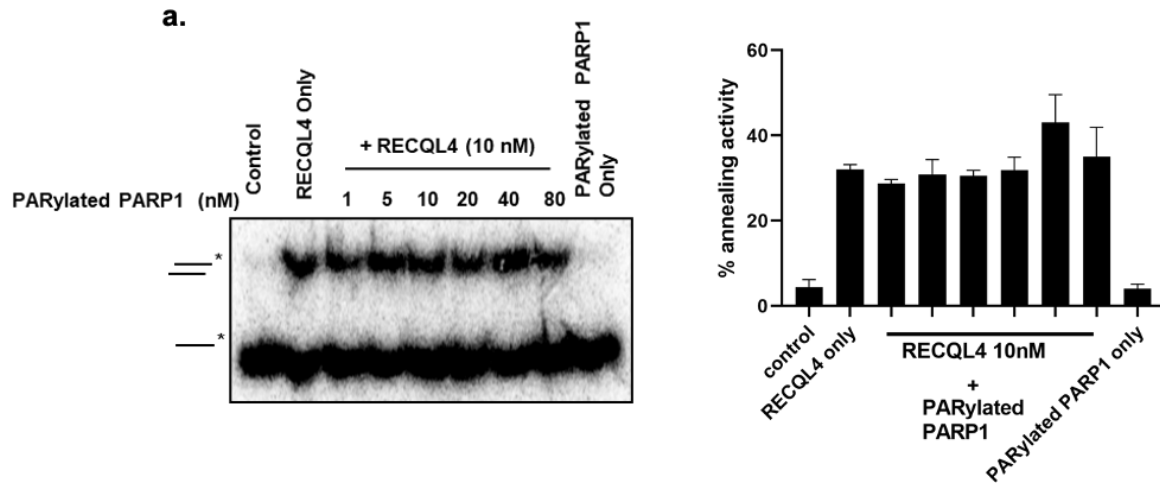 a.
Control
RECQL4 Only
+ RECQL4 (10 nM)
PARylated PARP1
Only
PARylated PARP1 (nM)
1 5 10 20 40 80
*
*
% annealing activity
60
40
20
0
control
RECQL4 only
RECQL4 10nM
+
PARylated
PARP1
PARylated PARP1 only